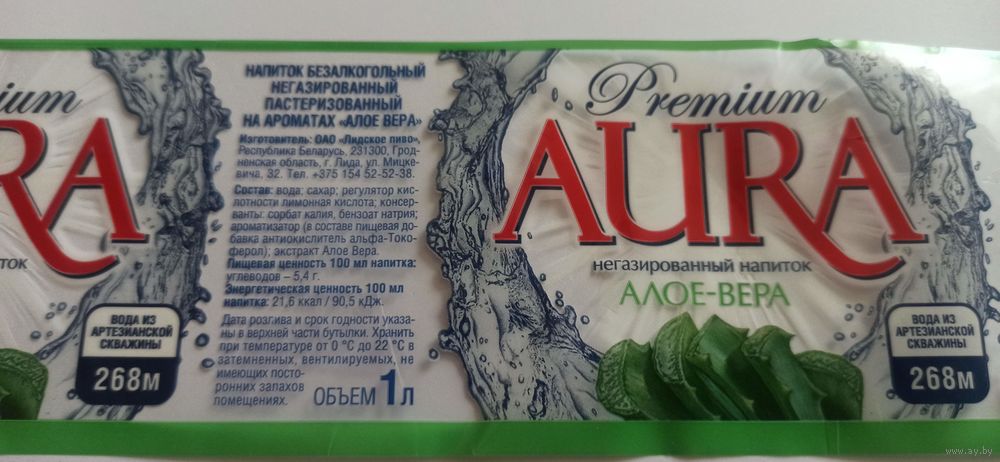 ium
RA
ток
ВОДА ИЗ
АРТЕЗИАНСКОЙ
СКВАЖИНЫ
268м
НАПИТОК БЕЗАЛКОГОЛЬНЫЙ
НЕГАЗИРОВАННЫЙ
ПАСТЕРИЗОВАННЫЙ
НА АРОМАТАХ «АЛОЕ ВЕРА»
Изготовитель: ОАО «Лидское пиво»,
Республика Беларусь, 231300, Грод-
ненская область, г. Лида, ул. Мицке-
вича, 32. Тел. +375 154 52-52-38.
Состав: вода; сахар; регулятор кис-
лотности лимонная кислота; консер-
ванты: сорбат калия, бензоат натрия;
ароматизатор (в составе пищевая до-
бавка антиокислитель альфа-Токо-
ферол); экстракт Алое Вера.
Пищевая ценность 100 мл напитка:
углеводов – 5,4 г.
Энергетическая ценность 100 мл
напитка: 21,6 ккал / 90,5 кДж.
Дата розлива и срок годности указа-
ны в верхней части бутылки. Хранить
при температуре от 0 °С до 22 °С в
затемненных, вентилируемых, не
имеющих посто-
ронних запахов
помещениях.
ОБЪЕМ 1 Л
Premium
AURA
негазированный напиток
АЛОЕ-ВЕРА
ВОДА ИЗ
АРТЕЗИАНСКОЙ
СКВАЖИНЫ
268м
www.ay.by